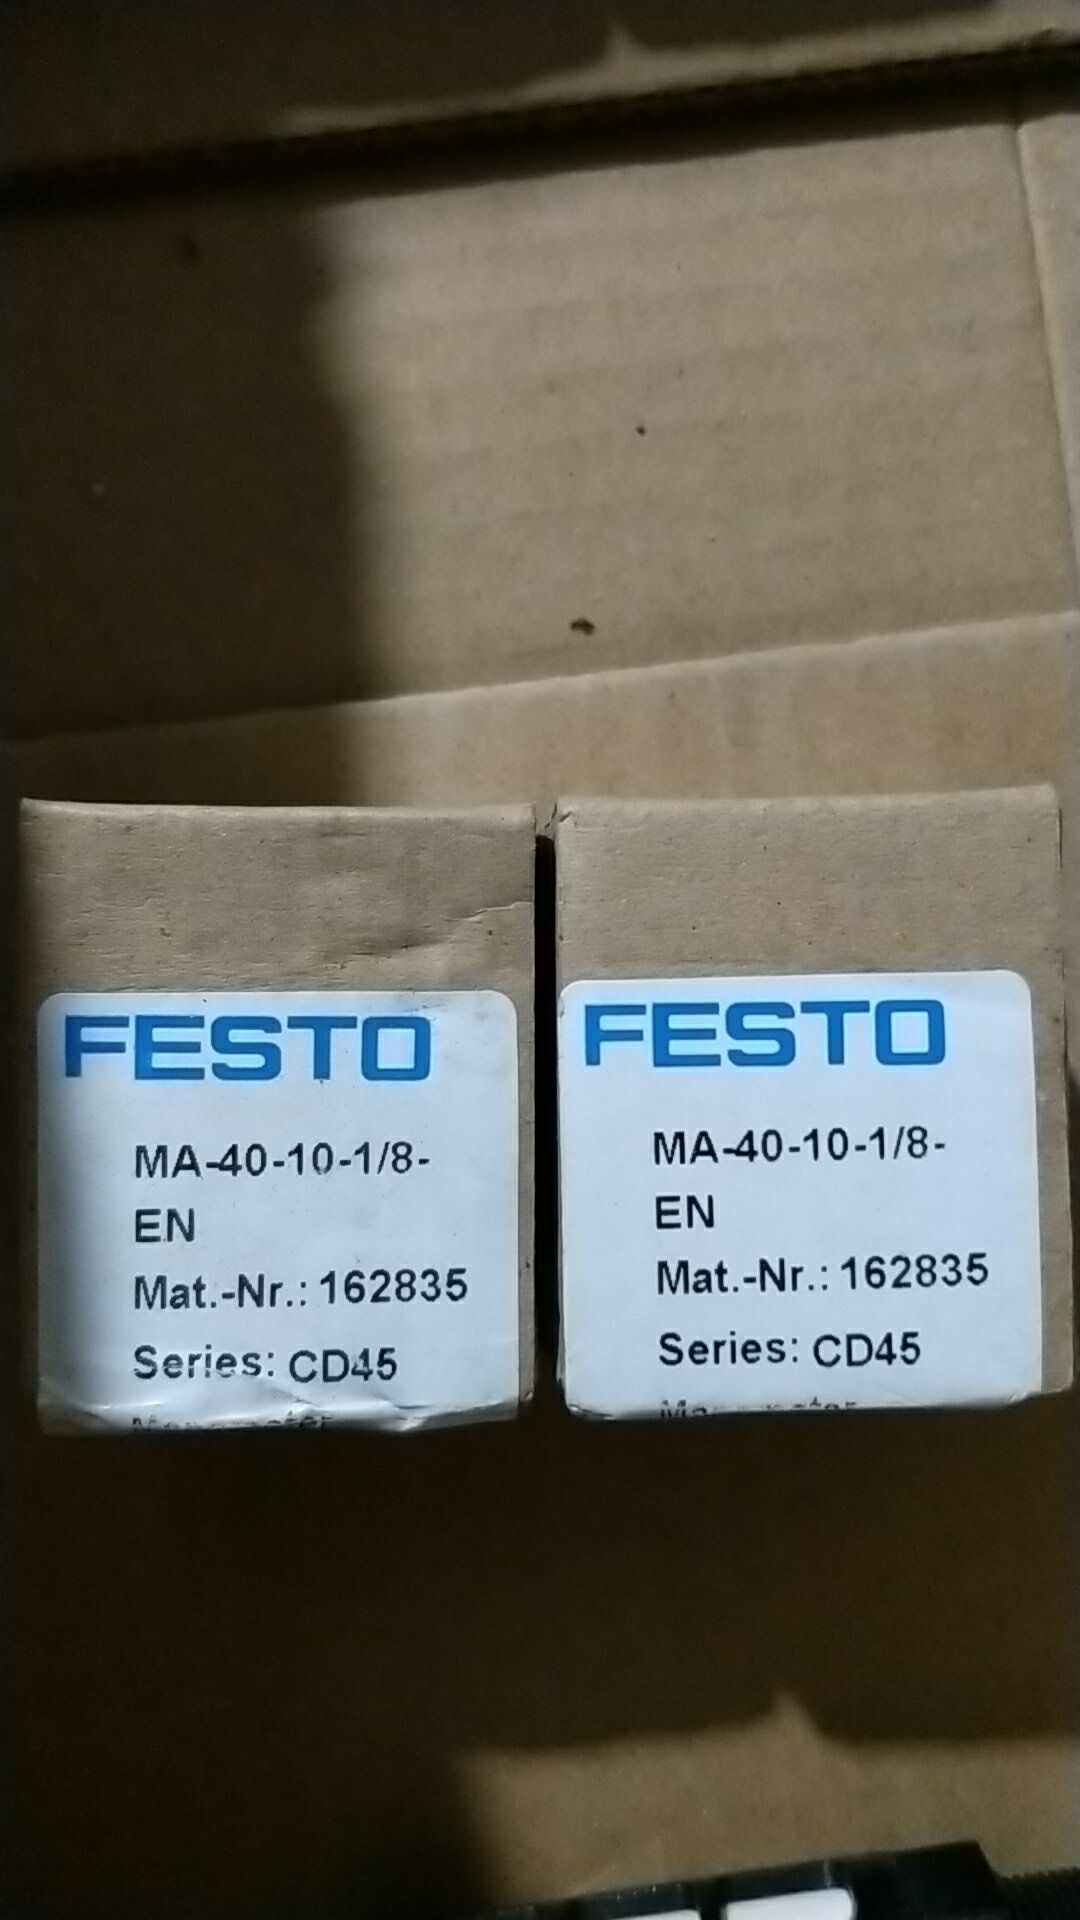 FESTO
MA-40-10-1/8-
EN
Mat.-Nr.: 162835
Series: CD45
FESTO
MA-40-10-1/8-
EN
Mat.-Nr.: 162835
Series: CD45